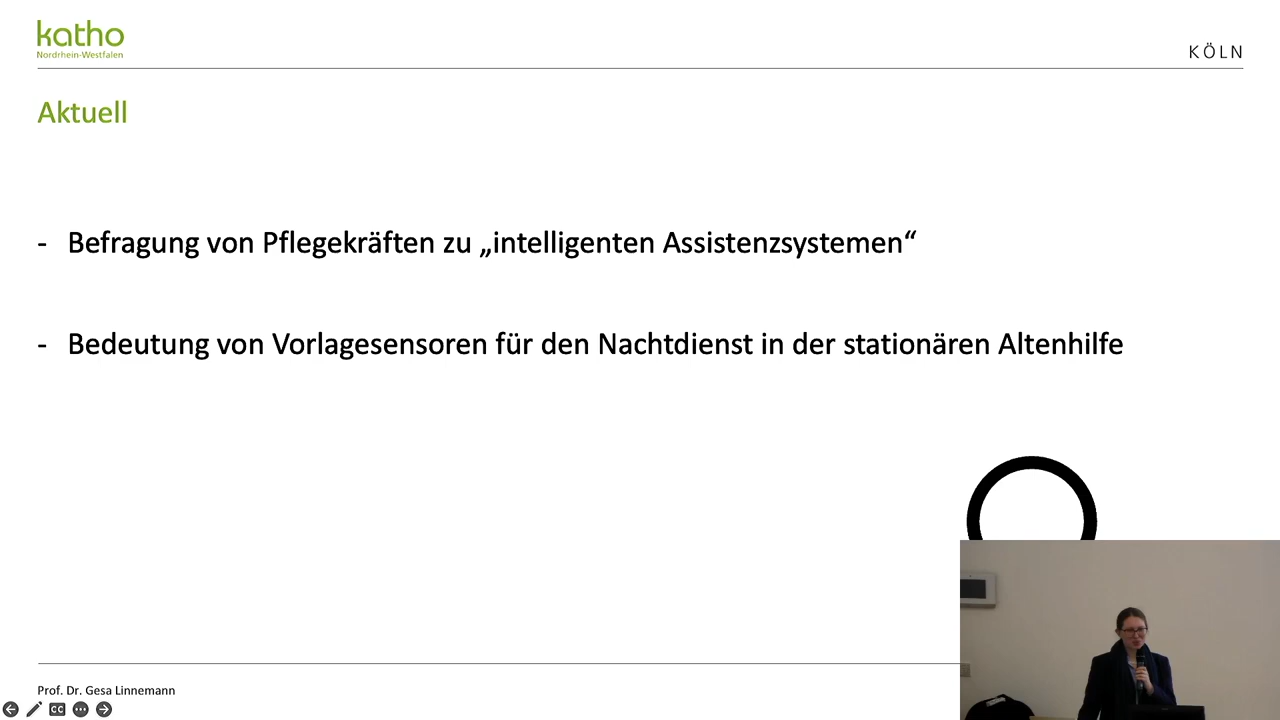 katho
Nordrhein-Westfalen
KÖLN
Aktuell
- Befragung von Pflegekräften zu „intelligenten Assistenzsystemen“
- Bedeutung von Vorlagesensoren für den Nachtdienst in der stationären Altenhilfe
Prof. Dr. Gesa Linnemann
CC